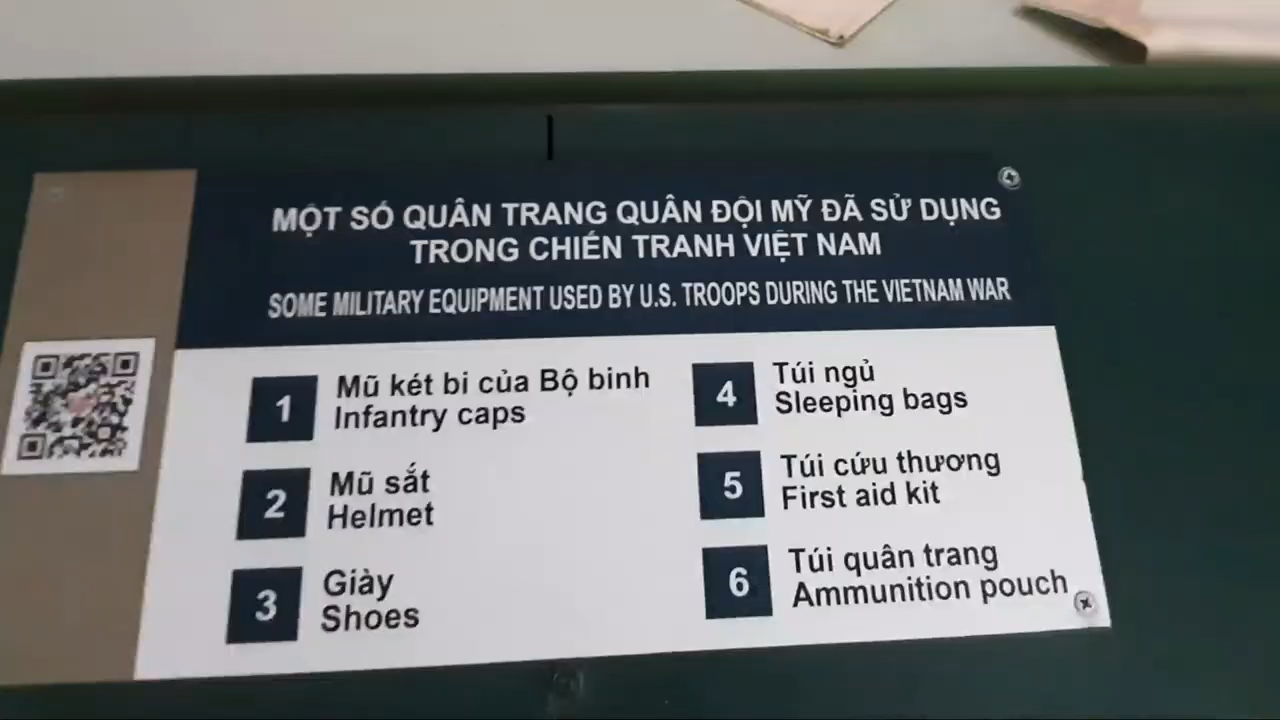 MỘT SỐ QUÂN TRANG QUÂN ĐỘI MỸ ĐÃ SỬ DỤNG
TRONG CHIẾN TRANH VIỆT NAM
SOME MILITARY EQUIPMENT USED BY U.S. TROOPS DURING THE VIETNAM WAR
1 Mũ két bi của Bộ binh
Infantry caps
2 Mũ sắt
Helmet
3 Giày
Shoes
4 Túi ngủ
Sleeping bags
5 Túi cứu thương
First aid kit
6 Túi quân trang
Ammunition pouch